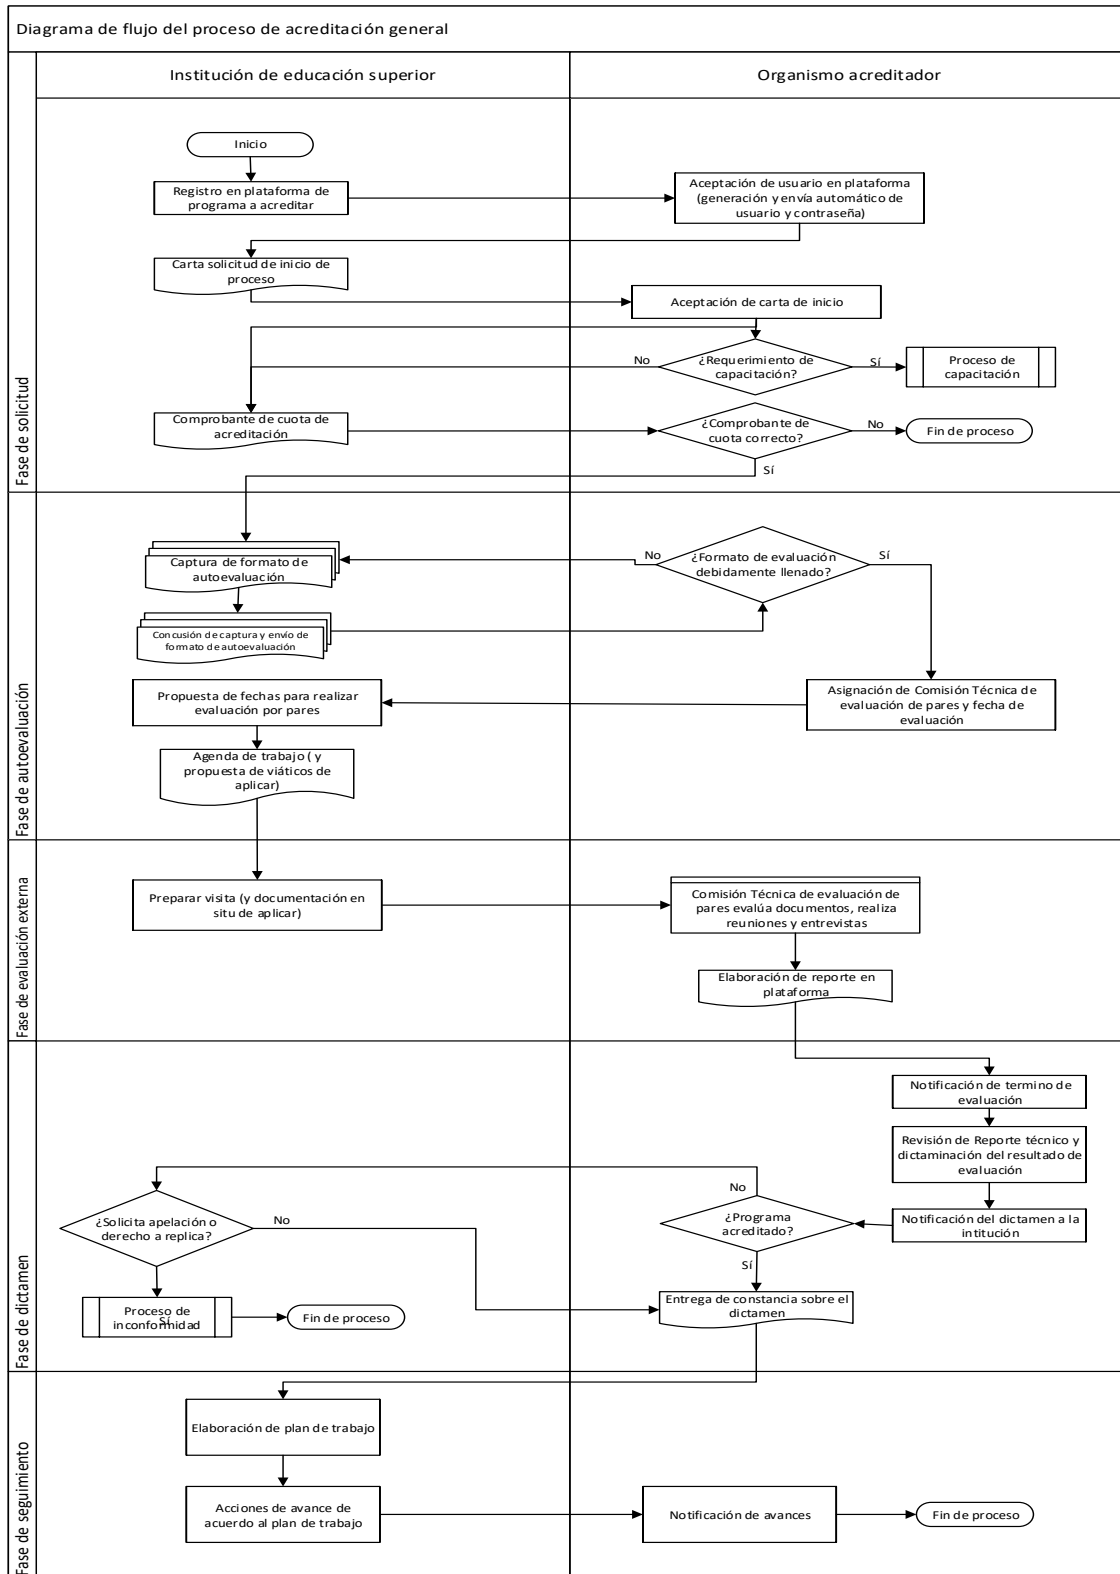 Diagrama de flujo del proceso de acreditación general
Institución de educación superior
Organismo acreditador
Fase de solicitud
Inicio
Registro en plataforma de
programa a acreditar
Aceptación de usuario en plataforma
(generación y envía automático de
usuario y contraseña)
Carta solicitud de inicio de
proceso
Aceptación de carta de inicio
¿Requerimiento de
capacitación?
No
Sí
Proceso de
capacitación
Comprobante de cuota de
acreditación
¿Comprobante de
cuota correcto?
No
Fin de proceso
Sí
Fase de autoevaluación
Captura de formato de
autoevaluación
No
¿Formato de evaluación
debidamente llenado?
Sí
Concusión de captura y envío de
formato de autoevaluación
Propuesta de fechas para realizar
evaluación por pares
Asignación de Comisión Técnica de
evaluación de pares y fecha de
evaluación
Agenda de trabajo ( y
propuesta de viáticos de
aplicar)
Fase de evaluación externa
Preparar visita (y documentación en
situ de aplicar)
Comisión Técnica de evaluación de
pares evalúa documentos, realiza
reuniones y entrevistas
Elaboración de reporte en
plataforma
Fase de dictamen
Notificación de termino de
evaluación
Revisión de Reporte técnico y
dictaminación del resultado de
evaluación
Notificación del dictamen a la
intitución
No
¿Programa
acreditado?
Sí
¿Solicita apelación o
derecho a replica?
No
Sí
Proceso de
inconformidad
Fin de proceso
Entrega de constancia sobre el
dictamen
Fase de seguimiento
Elaboración de plan de trabajo
Acciones de avance de
acuerdo al plan de trabajo
Notificación de avances
Fin de proceso